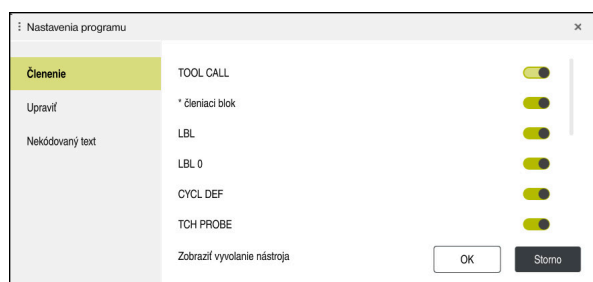 Nastavenia programu
Členenie
Upraviť
Nekódovaný text
TOOL CALL
* členiaci blok
LBL
LBL 0
CYCL DEF
TCH PROBE
Zobraziť vyvolanie nástroja
OK
Storno